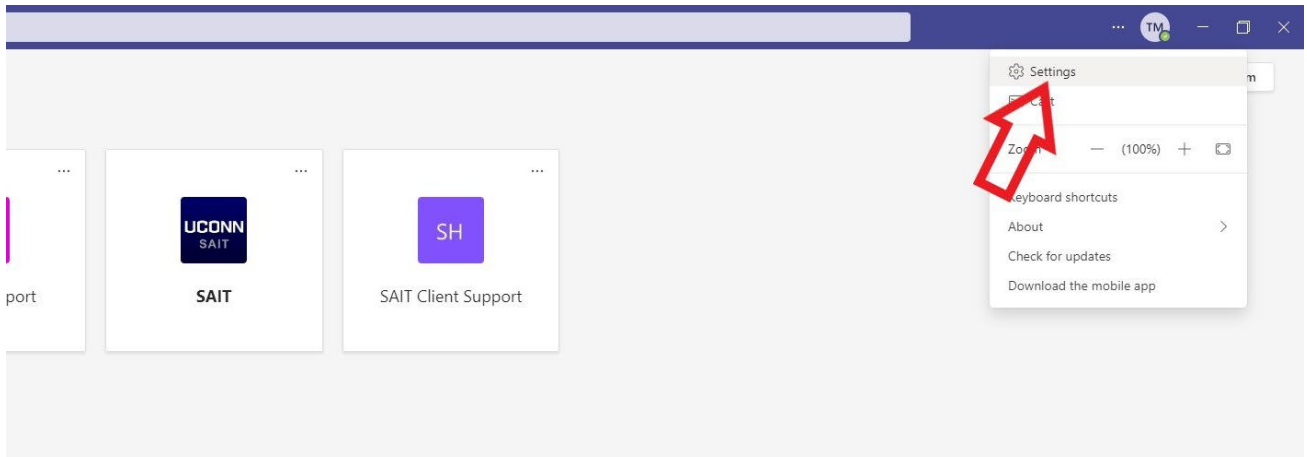 ... TM
Settings
m
Cast
Zoom — (100%) +
... ... ...
UCONN
SAIT
SH
port SAIT SAIT Client Support
Keyboard shortcuts
About
Check for updates
Download the mobile app